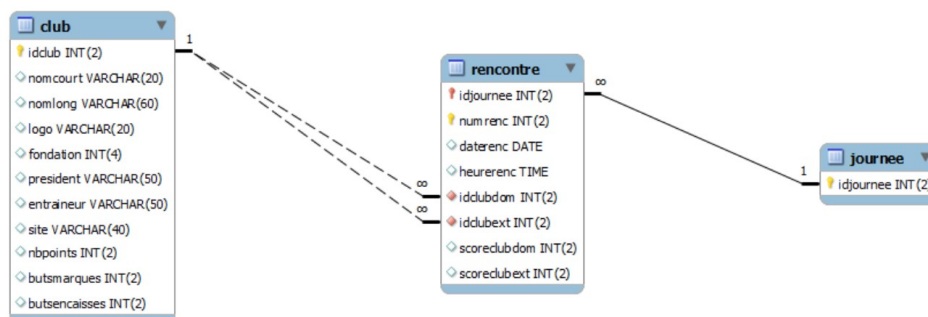 club
idclub INT(2)
nomcourt VARCHAR(20)
nomlong VARCHAR(60)
logo VARCHAR(20)
fondation INT(4)
president VARCHAR(50)
entraineur VARCHAR(50)
site VARCHAR(40)
nbpoints INT(2)
butsmarques INT(2)
butsencaisses INT(2)
1
∞
∞
rencontre
idjournee INT(2)
numrenc INT(2)
daterenc DATE
heurerenc TIME
idclubdom INT(2)
idclubext INT(2)
scoreclubdom INT(2)
scoreclubext INT(2)
∞
1
journee
idjournee INT(2)